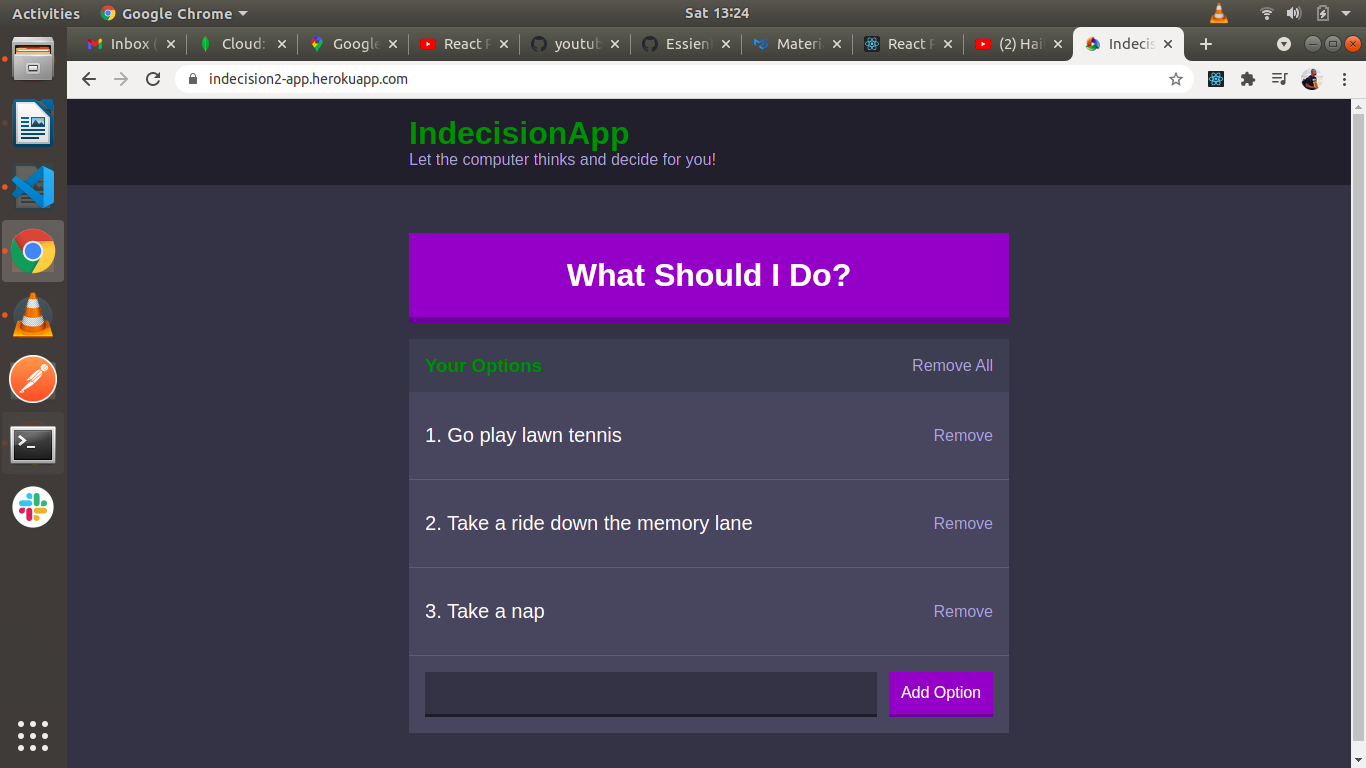 Activities
Google Chrome
Sat 13:24
Inbox (
Cloud:
Google
React F
youtub
Essien
Materi
React F
(2) Hai
Indecis
indecision2-app.herokuapp.com
IndecisionApp
Let the computer thinks and decide for you!
What Should I Do?
Your Options
Remove All
1. Go play lawn tennis
Remove
2. Take a ride down the memory lane
Remove
3. Take a nap
Remove
Add Option